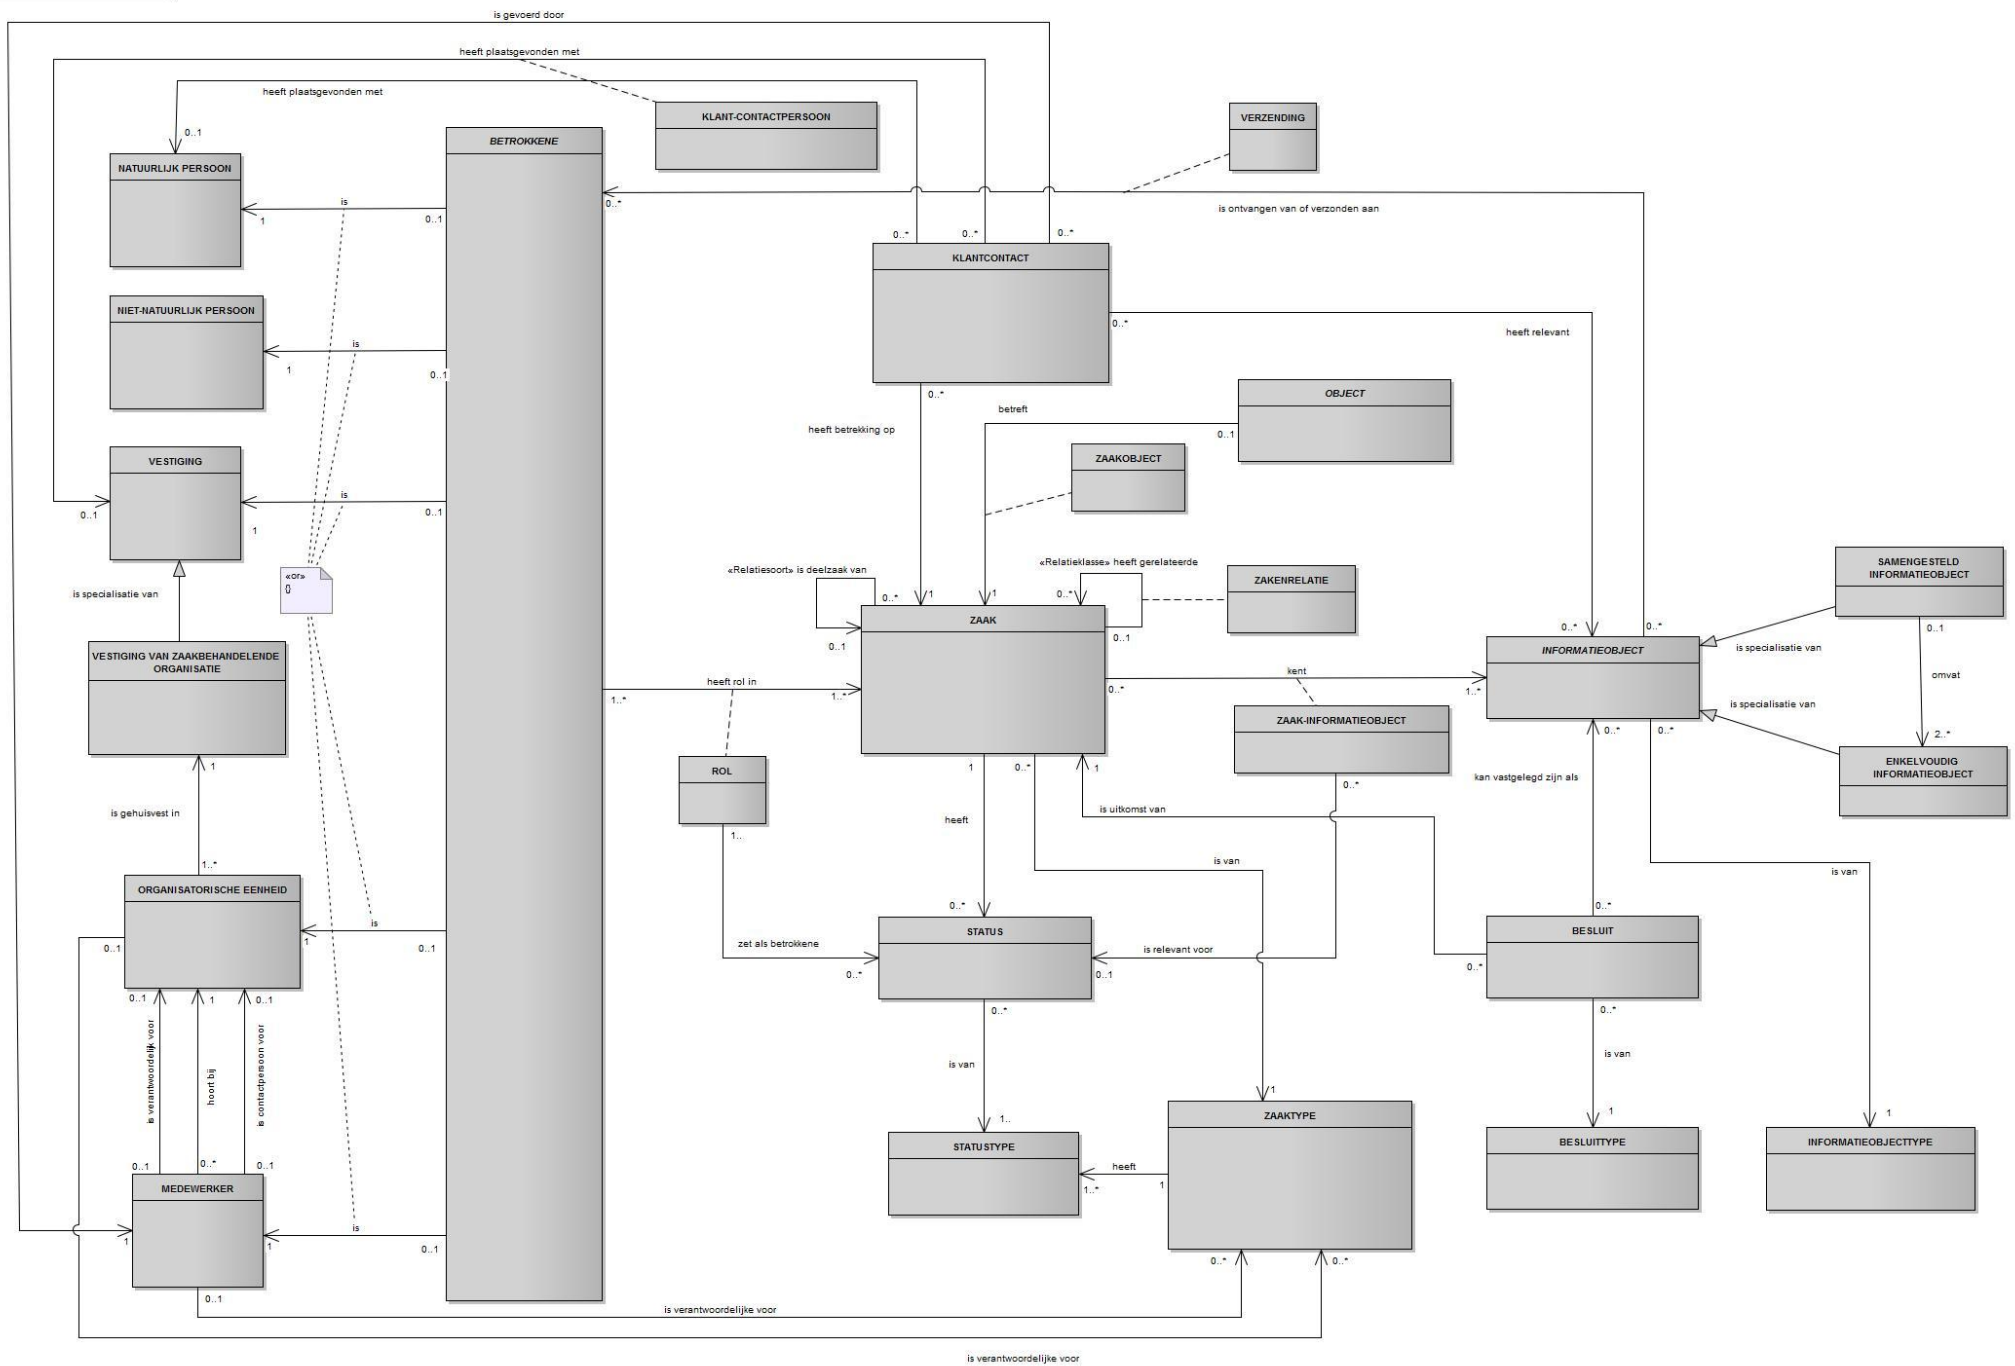 is gevoerd door
heeft plaatsgevonden met
heeft plaatsgevonden met
KLANT-CONTACTPERSOON
VERZENDING
BETROKKENE
0..1
NATUURLIJK PERSOON
is
1
0..1
0..*
is ontvangen van of verzonden aan
0..*
0..*
0..*
KLANTCONTACT
NIET-NATUURLIJK PERSOON
0..*
heeft relevant
is
1
0..1
0..*
OBJECT
betreft
heeft betrekking op
0..1
VESTIGING
ZAAKOBJECT
is
0..1
1
0..1
«or»
{}
is specialisatie van
«Relatiesoort» is deelzaak van
«Relatieklasse» heeft gerelateerde
ZAKENRELATIE
SAMENGESTELD
INFORMATIEOBJECT
0..*
1
1
0..*
ZAAK
0..1
0..1
0..*
0..*
0..1
INFORMATIEOBJECT
is specialisatie van
VESTIGING VAN ZAAKBEHANDELENDE
ORGANISATIE
omvat
heeft rol in
1..*
1..*
kent
0..*
1..*
is specialisatie van
ZAAK-INFORMATIEOBJECT
0..*
0..*
2..*
ENKELVOUDIG
INFORMATIEOBJECT
1
ROL
1
0..*
1
kan vastgelegd zijn als
0..*
is gehuisvest in
heeft
is uitkomst van
1..
1..*
is van
is van
ORGANISATORISCHE EENHEID
0..*
0..*
is
1
0..1
0..1
STATUS
BESLUIT
zet als betrokkene
is relevant voor
0..*
0..1
0..*
0..1
1
0..1
0..*
0..*
is verantwoordelijk voor
hoort bij
is contactpersoon voor
is van
is van
1
1..
1
1
ZAAKTYPE
STATUSTYPE
BESLUITTYPE
INFORMATIEOBJECTTYPE
0..1
0..*
0..1
heeft
1..*
1
MEDEWERKER
is
1
1
0..1
0..*
0..*
0..1
is verantwoordelijke voor
is verantwoordelijke voor